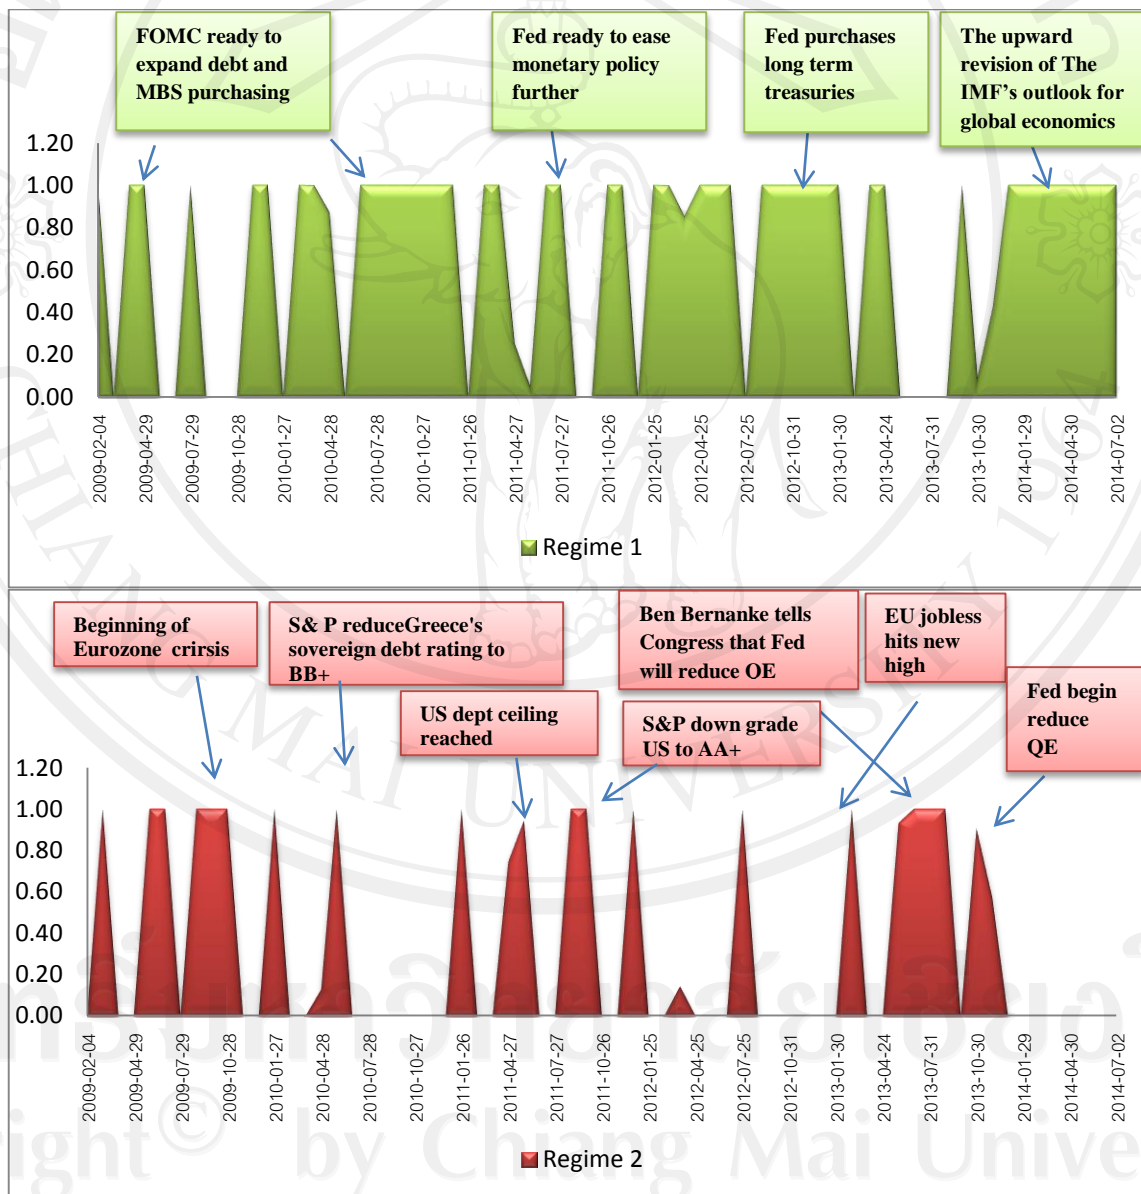 FOMC ready to
expand debt and
MBS purchasing
Fed ready to ease
monetary policy
further
Fed purchases
long term
treasuries
The upward
revision of The
IMF's outlook for
global economics
1.20
1.00
0.80
0.60
0.40
0.20
0.00
2009-02-04
2009-04-29
2009-07-29
2009-10-28
2010-01-27
2010-04-28
2010-07-28
2010-10-27
2011-01-26
2011-04-27
2011-07-27
2011-10-26
2012-01-25
2012-04-25
2012-07-25
2012-10-31
2013-01-30
2013-04-24
2013-07-31
2013-10-30
2014-01-29
2014-04-30
2014-07-02
Regime 1
Beginning of
Eurozone crirsis
S& P reduceGreece's
sovereign debt rating to
BB+
US dept ceiling
reached
Ben Bernanke tells
Congress that Fed
will reduce OE
S&P down grade
US to AA+
EU jobless
hits new
high
Fed begin
reduce
QE
1.20
1.00
0.80
0.60
0.40
0.20
0.00
2009-02-04
2009-04-29
2009-07-29
2009-10-28
2010-01-27
2010-04-28
2010-07-28
2010-10-27
2011-01-26
2011-04-27
2011-07-27
2011-10-26
2012-01-25
2012-04-25
2012-07-25
2012-10-31
2013-01-30
2013-04-24
2013-07-31
2013-10-30
2014-01-29
2014-04-30
2014-07-02
Regime 2
CHIANG MAI UNIVERSITY 1964
right © by Chiang Mai Unive